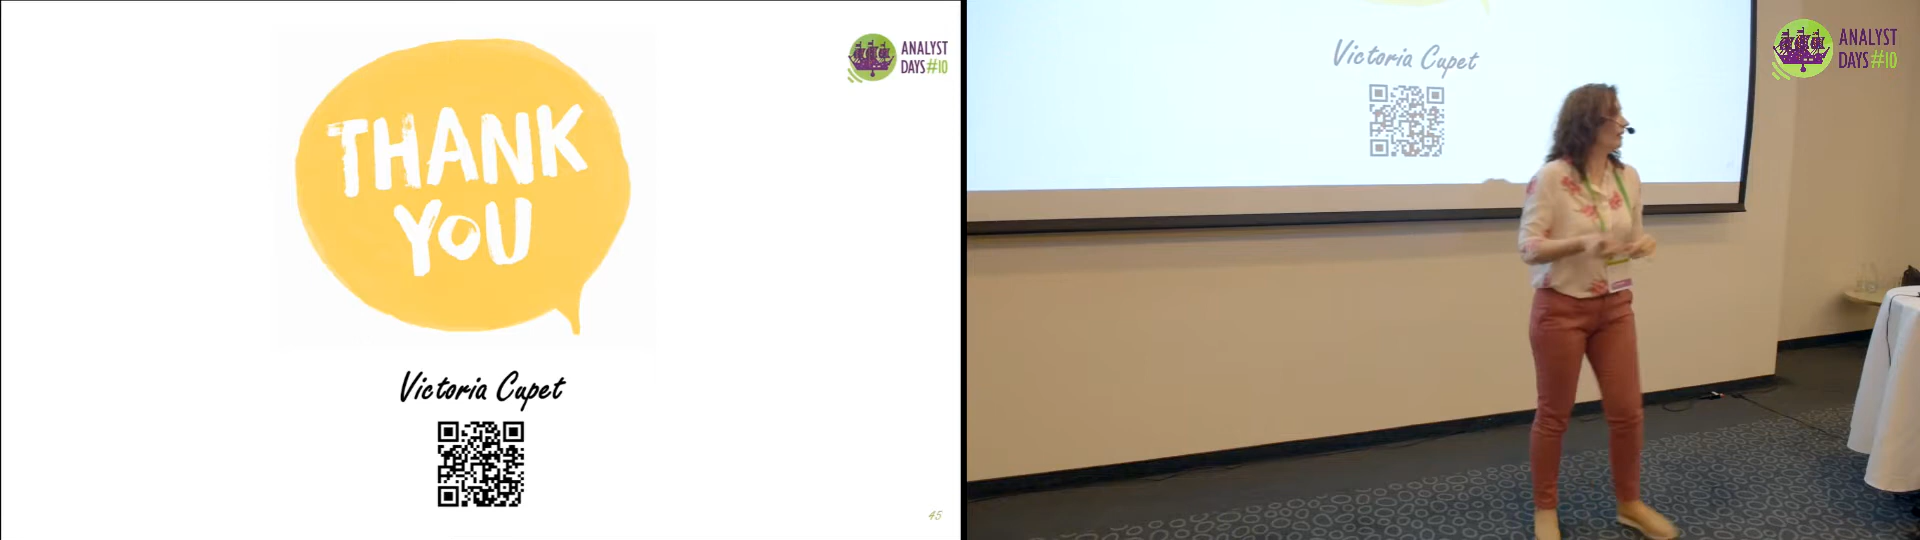 THANK
YOU
Victoria Cupet
45
ANALYST
DAYS #10
Victoria Cupet
ANALYST
DAYS #10